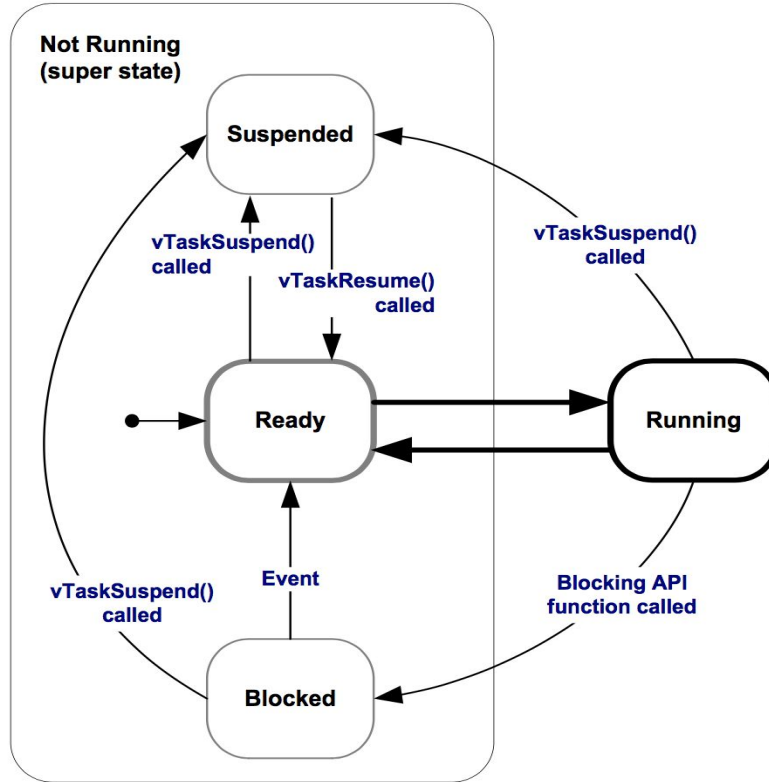 Not Running
(super state)
Suspended
vTaskSuspend()
called
vTaskResume()
called
vTaskSuspend()
called
Ready
Running
Event
vTaskSuspend()
called
Blocking API
function called
Blocked